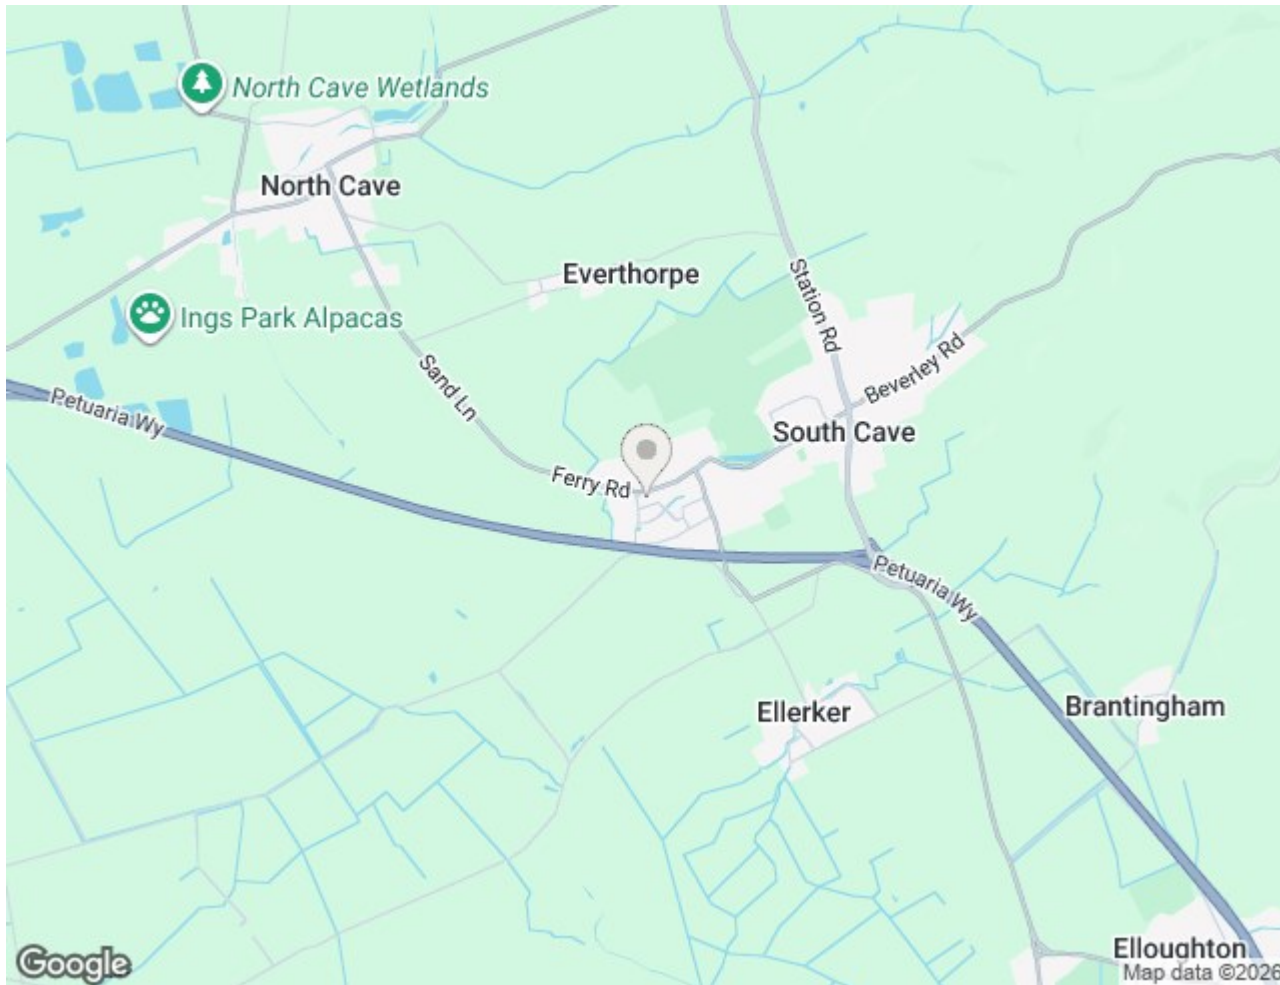 North Cave Wetlands
North Cave
Everthorpe
Station Rd
Ings Park Alpacas
Sand Ln
Beverley Rd
Petuaria Wy
South Cave
Ferry Rd
Petuaria Wy
Ellerker
Brantingham
Elloughton
Google
Map data ©2026